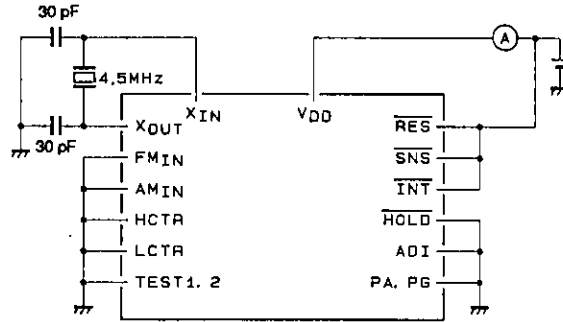 30 pF
A
4.5MHz
XIN
VDD
30 pF
XOUT
RES
FMIN
SNS
AMIN
INT
HCTR
HOLD
LCTR
ADI
TEST1, 2
PA, PG